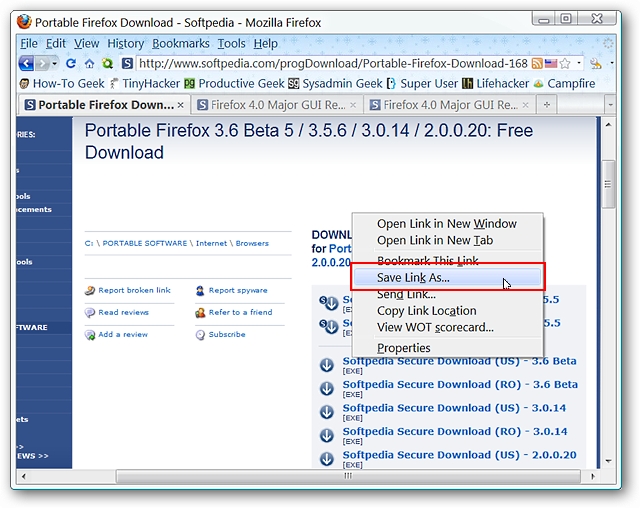 Portable Firefox Download - Softpedia - Mozilla Firefox
File Edit View History Bookmarks Tools Help
http://www.softpedia.com/progDownload/Portable-Firefox-Download-168
How-To Geek TinyHacker Productive Geek Sysadmin Geek Super User Lifehacker Campfire
Portable Firefox Down... Firefox 4.0 Major GUI Re... Firefox 4.0 Major GUI Re...
ORIES:
ools
ncements
ools
FTWARE
ets
>>
EWS >>
Portable Firefox 3.6 Beta 5 / 3.5.6 / 3.0.14 / 2.0.0.20: Free
Download
C: \ PORTABLE SOFTWARE \ Internet \ Browsers
Report broken link Report spyware
Read reviews Refer to a friend
Add a review Subscribe
DOWNL
for Port
2.0.0.20
Open Link in New Window
Open Link in New Tab
Bookmark This Link
Save Link As...
Send Link...
Copy Link Location
View WOT scorecard...
Properties
So 5.5
So 5.5
Softpedia Secure Download (US) - 3.6 Beta
[EXE]
Softpedia Secure Download (RO) - 3.6 Beta
[EXE]
Softpedia Secure Download (US) - 3.0.14
[EXE]
Softpedia Secure Download (RO) - 3.0.14
[EXE]
Softpedia Secure Download (US) - 2.0.0.20
[EXE]